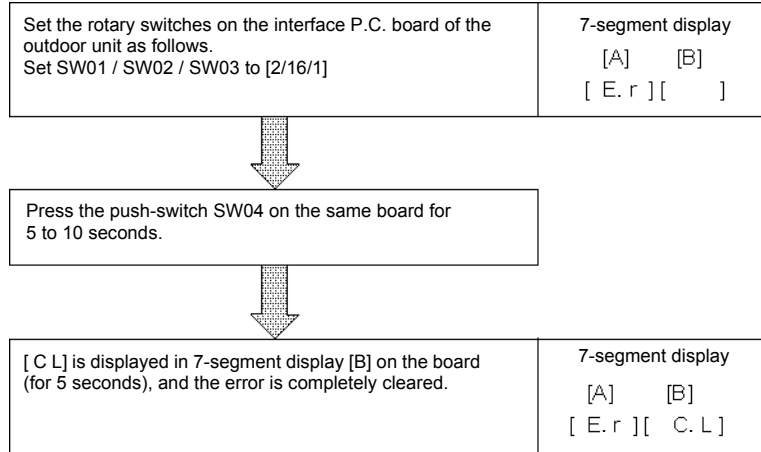 Set the rotary switches on the interface P.C. board of the
outdoor unit as follows.
Set SW01 / SW02 / SW03 to [2/16/1]
7-segment display
[A] [B]
[ E. r ] [ ]
Press the push-switch SW04 on the same board for
5 to 10 seconds.
[ C L] is displayed in 7-segment display [B] on the board
(for 5 seconds), and the error is completely cleared.
7-segment display
[A] [B]
[ E. r ] [ C. L ]